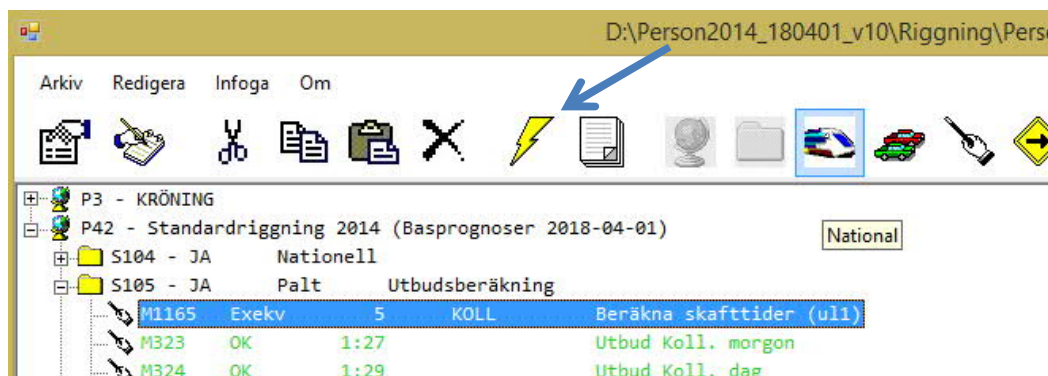 D:\Person2014_180401_v10\Riggning\Perso
Arkiv Redigera Infoga Om
P3 - KRÖNING
P42 - Standardriggning 2014 (Basprognoser 2018-04-01)
National
S104 - JA Nationell
S105 - JA Palt Utbudsberäkning
M1165 Exekv 5 KOLL Beräkna skafttider (ul1)
M323 OK 1:27 Utbud Koll. morgon
M324 OK 1:29 Utbud Koll. dag